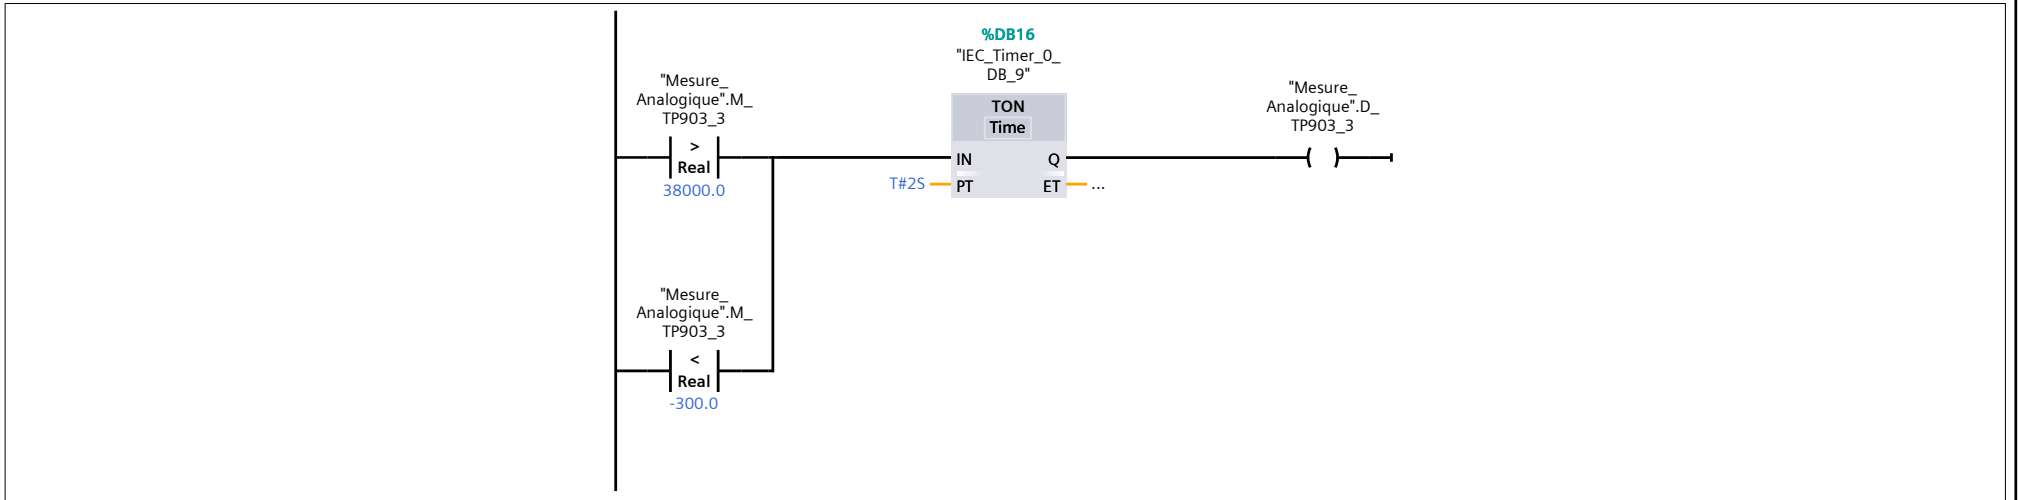 %DB16
"IEC_Timer_0_
DB_9"
"Mesure_
Analogique".M_
TP903_3
"Mesure_
Analogique".D_
TP903_3
TON
Time
>
Real
IN
Q
38000.0
T#2S
PT
ET
...
"Mesure_
Analogique".M_
TP903_3
<
Real
-300.0